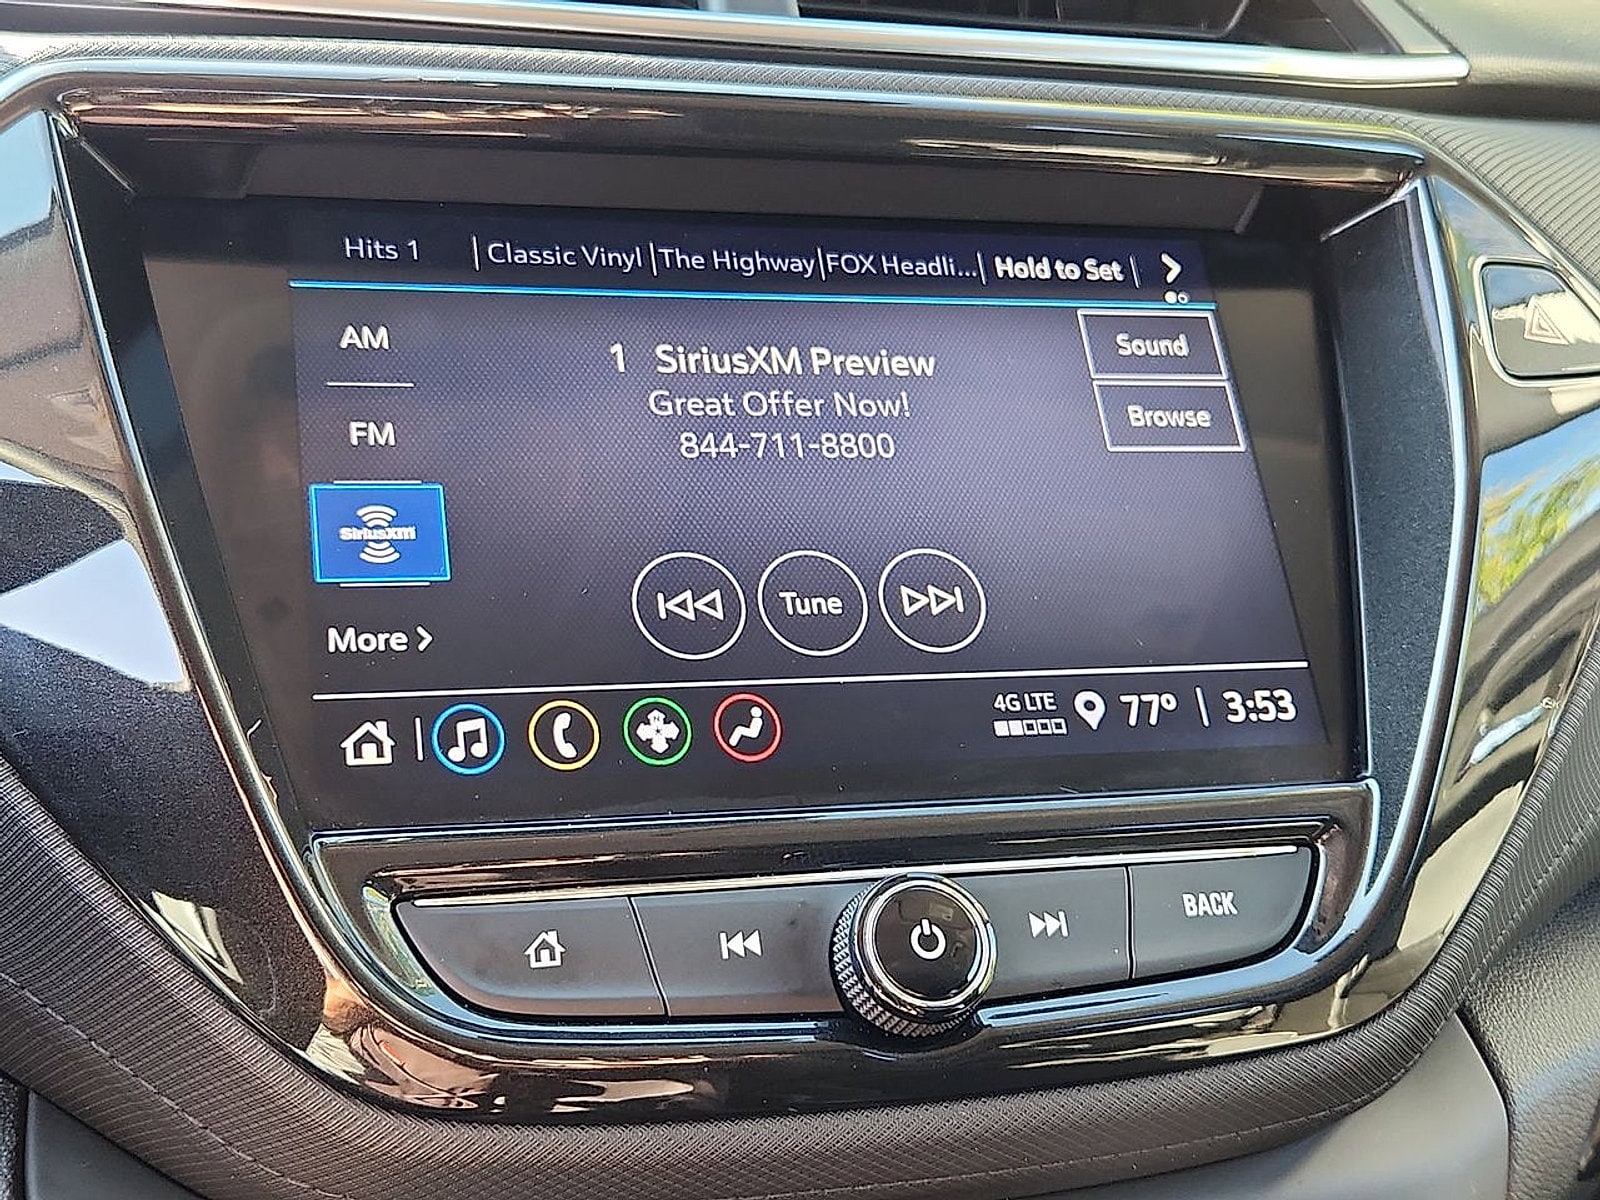 Hits 1 | Classic Vinyl | The Highway | FOX Headli... | Hold to Set |
AM
1 SiriusXM Preview
Sound
Great Offer Now!
Browse
FM
844-711-8800
SiriusXM
Tune
More >
4G LTE
77° | 3:53
BACK